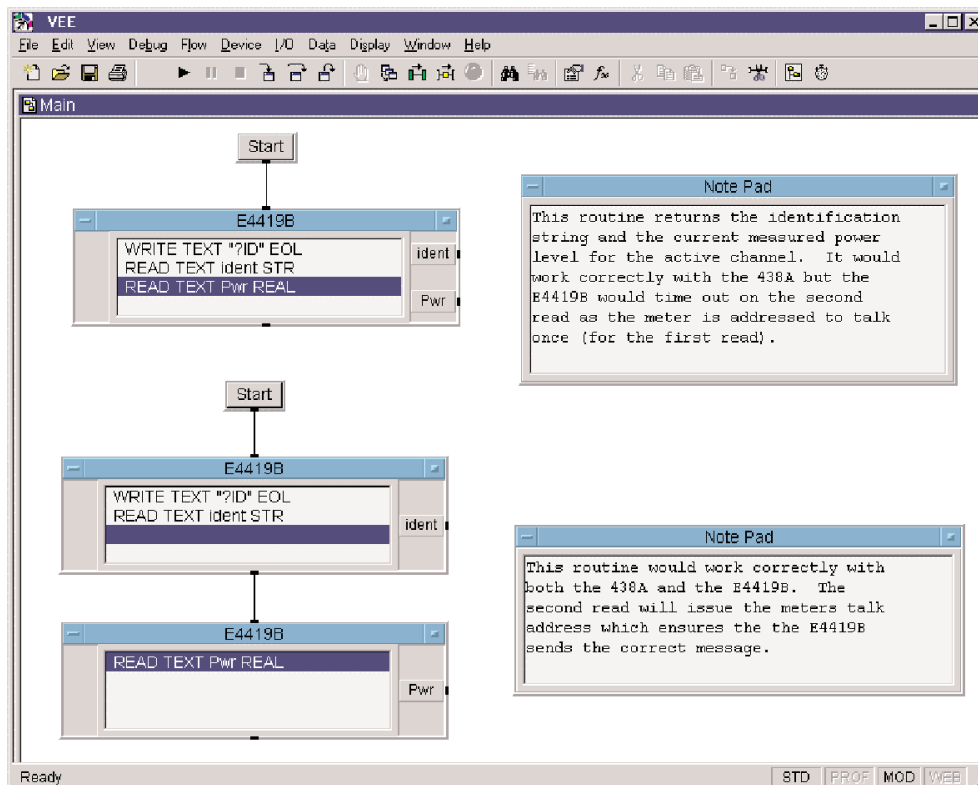 VEE
File Edit View Debug Flow Device I/O Data Display Window Help
Main
Start
E4419B
WRITE TEXT "?ID" EOL
READ TEXT ident STR
READ TEXT Pwr REAL
ident
Pwr
Note Pad
This routine returns the identification
string and the current measured power
level for the active channel.  It would
work correctly with the 438A but the
E4419B would time out on the second
read as the meter is addressed to talk
once (for the first read).
Start
E4419B
WRITE TEXT "?ID" EOL
READ TEXT ident STR
ident
E4419B
READ TEXT Pwr REAL
Pwr
Note Pad
This routine would work correctly with
both the 438A and the E4419B.  The
second read will issue the meters talk
address which ensures the the E4419B
sends the correct message.
Ready
STD PROF MOD WEB